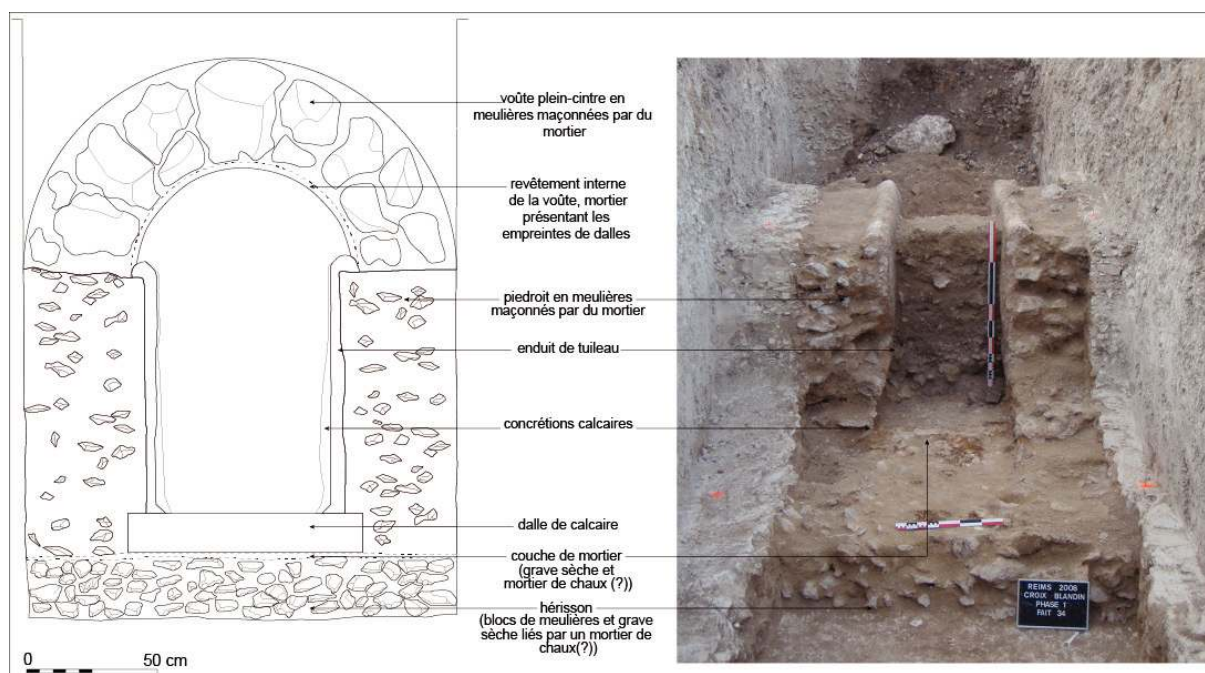 voûte plein-cintre en
meulières maçonnées par du
mortier
revêtement interne
de la voûte, mortier
présentant les
empreintes de dalles
piedroit en meulières
maçonnés par du mortier
enduit de tuileau
concrétions calcaires
dalle de calcaire
couche de mortier
(grave sèche et
mortier de chaux (?))
hérisson
(blocs de meulières et grave
sèche liés par un mortier de
chaux(?))
0 50 cm
REIMS 2006
CROIX BLANDIN
PHASE 1
FAIT 34